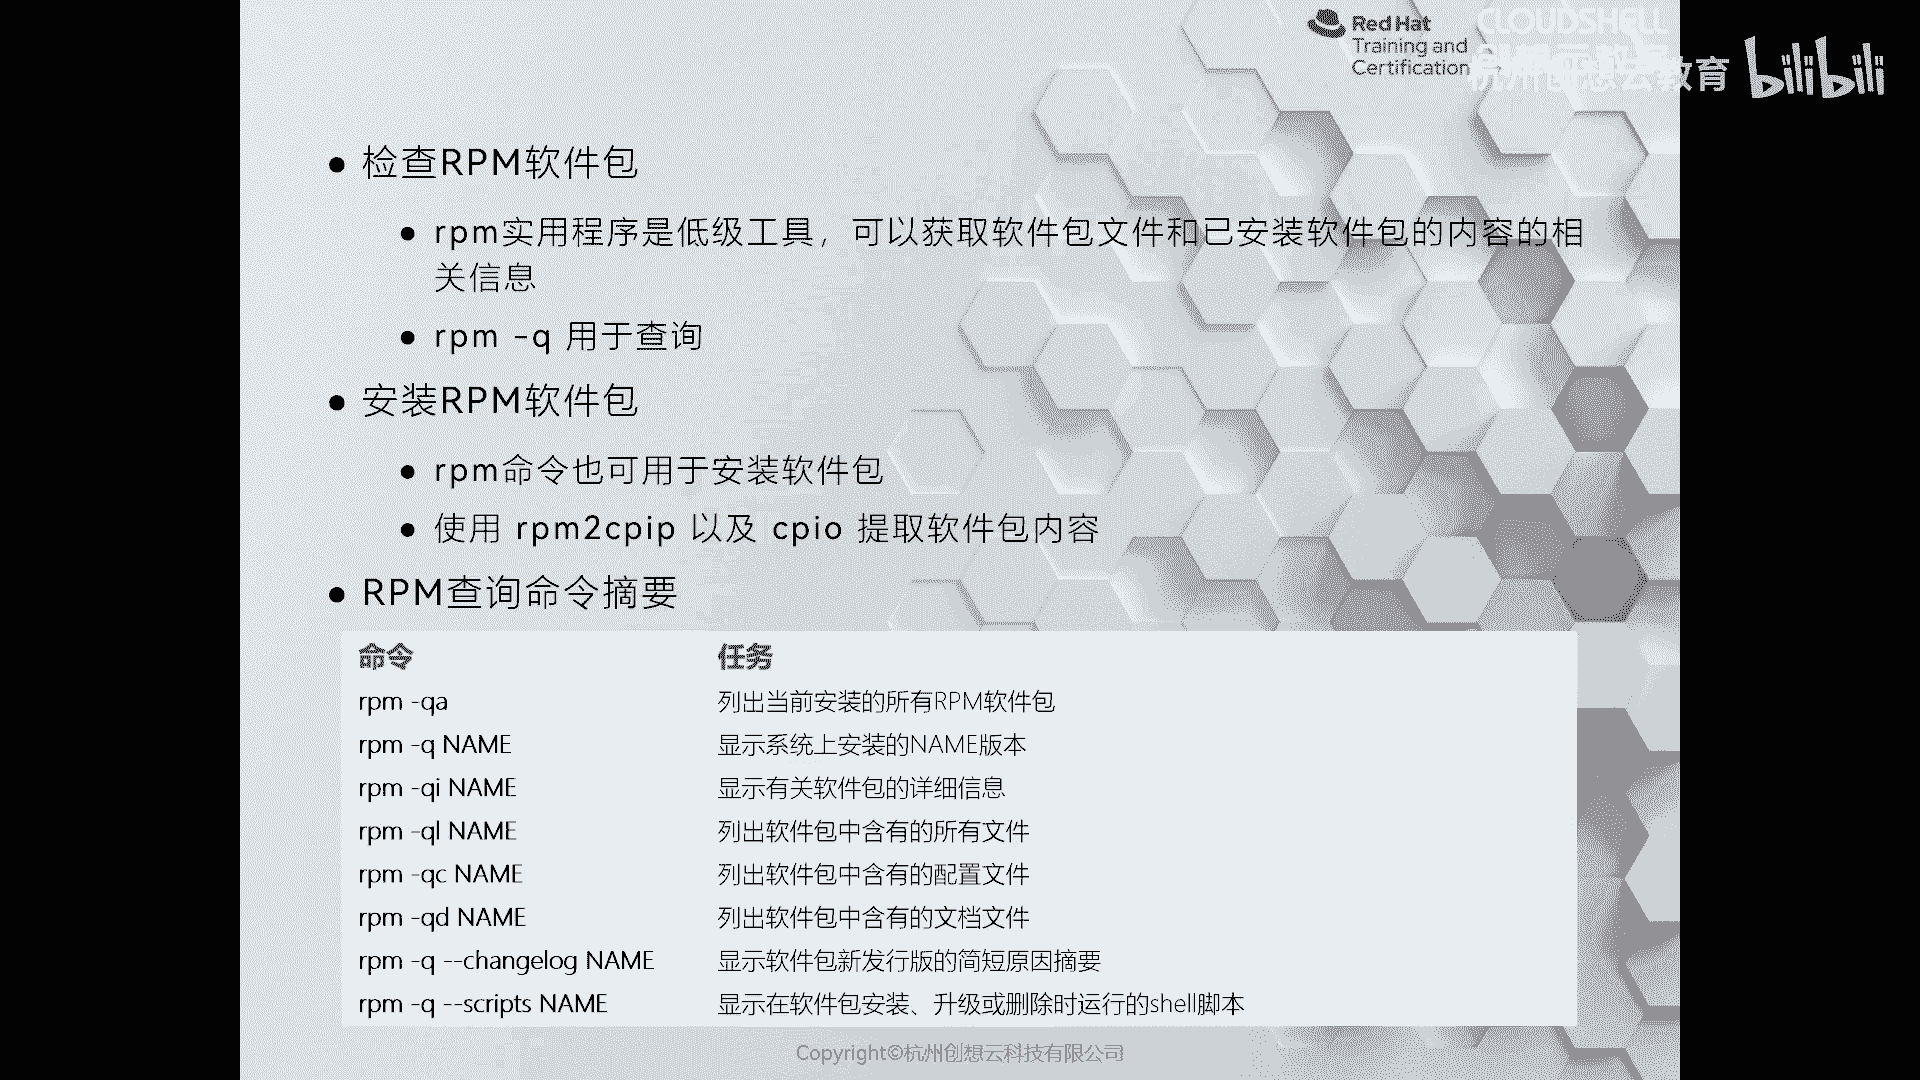 Red Hat
Training and
Certification
CLOUDSHELL
教育 bilibili
● 检查RPM软件包
● rpm实用程序是低级工具，可以获取软件包文件和已安装软件包的内容的相
关信息
● rpm -q 用于查询
● 安装RPM软件包
● rpm命令也可用于安装软件包
● 使用 rpm2cpip 以及 cpio 提取软件包内容
● RPM查询命令摘要
命令 任务
rpm -qa 列出当前安装的所有RPM软件包
rpm -q NAME 显示系统上安装的NAME版本
rpm -qi NAME 显示有关软件包的详细信息
rpm -ql NAME 列出软件包中含有的所有文件
rpm -qc NAME 列出软件包中含有的配置文件
rpm -qd NAME 列出软件包中含有的文档文件
rpm -q --changelog NAME 显示软件包新发行版的简短原因摘要
rpm -q --scripts NAME 显示在软件包安装、升级或删除时运行的shell脚本
Copyright©杭州创想云科技有限公司